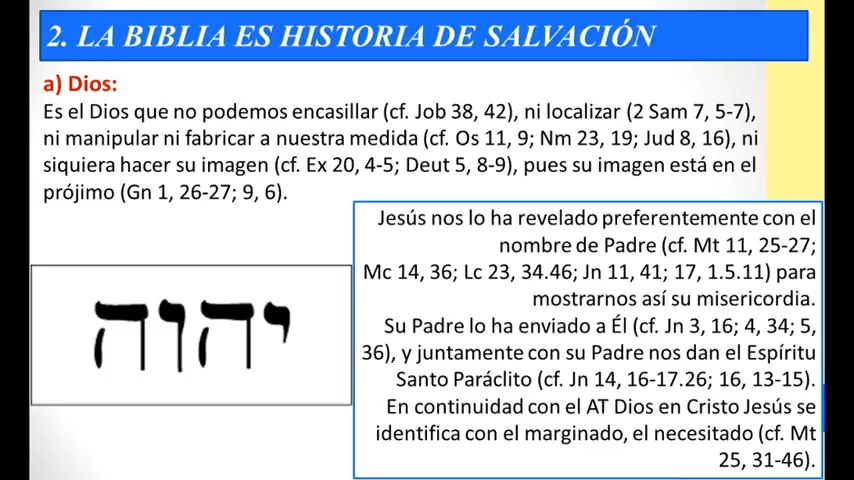 2. LA BIBLIA ES HISTORIA DE SALVACIÓN
a) Dios:
Es el Dios que no podemos encasillar (cf. Job 38, 42), ni localizar (2 Sam 7, 5-7),
ni manipular ni fabricar a nuestra medida (cf. Os 11, 9; Nm 23, 19; Jud 8, 16), ni
siquiera hacer su imagen (cf. Ex 20, 4-5; Deut 5, 8-9), pues su imagen está en el
prójimo (Gn 1, 26-27; 9, 6).
Jesús nos lo ha revelado preferentemente con el
nombre de Padre (cf. Mt 11, 25-27;
Mc 14, 36; Lc 23, 34.46; Jn 11, 41; 17, 1.5.11) para
mostrarnos así su misericordia.
Su Padre lo ha enviado a Él (cf. Jn 3, 16; 4, 34; 5,
36), y juntamente con su Padre nos dan el Espíritu
Santo Paráclito (cf. Jn 14, 16-17.26; 16, 13-15).
En continuidad con el AT Dios en Cristo Jesús se
identifica con el marginado, el necesitado (cf. Mt
25, 31-46).
יהוה